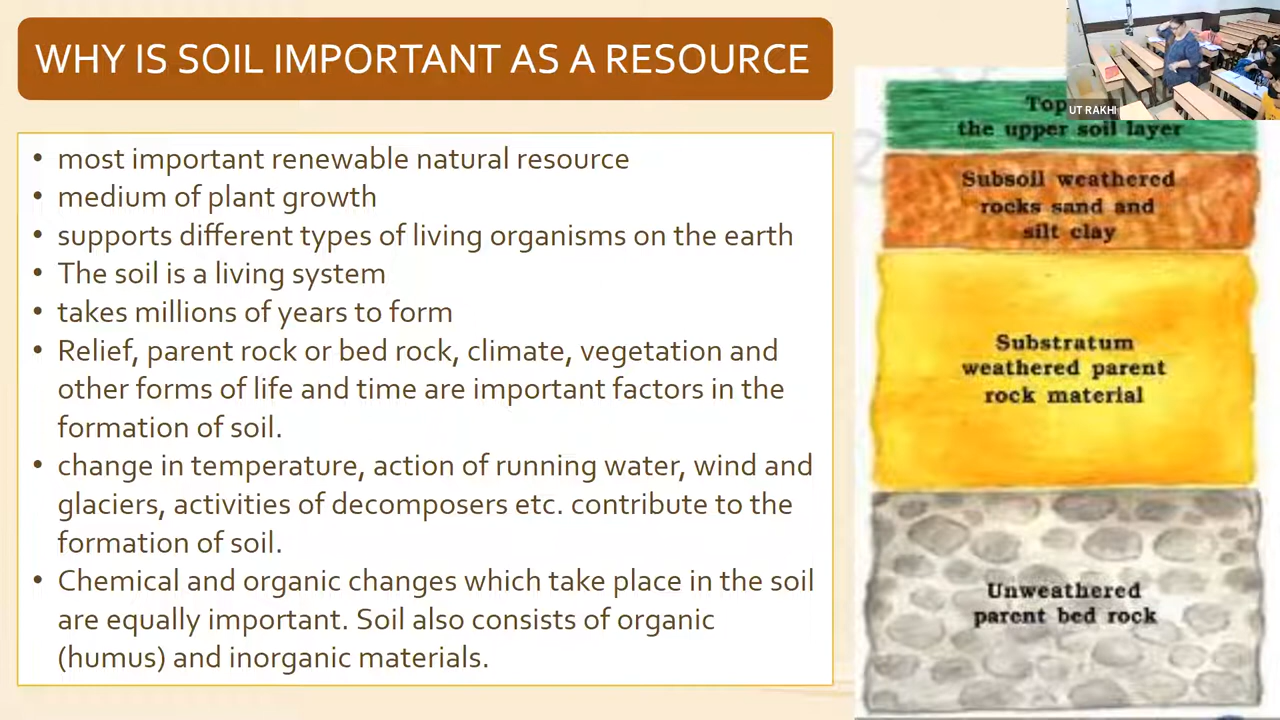 WHY IS SOIL IMPORTANT AS A RESOURCE
• most important renewable natural resource
• medium of plant growth
• supports different types of living organisms on the earth
• The soil is a living system
• takes millions of years to form
• Relief, parent rock or bed rock, climate, vegetation and
other forms of life and time are important factors in the
formation of soil.
• change in temperature, action of running water, wind and
glaciers, activities of decomposers etc. contribute to the
formation of soil.
• Chemical and organic changes which take place in the soil
are equally important. Soil also consists of organic
(humus) and inorganic materials.
UT RAKHI
Top
the upper soil layer
Subsoil weathered
rocks sand and
silt clay
Substratum
weathered parent
rock material
Unweathered
parent bed rock